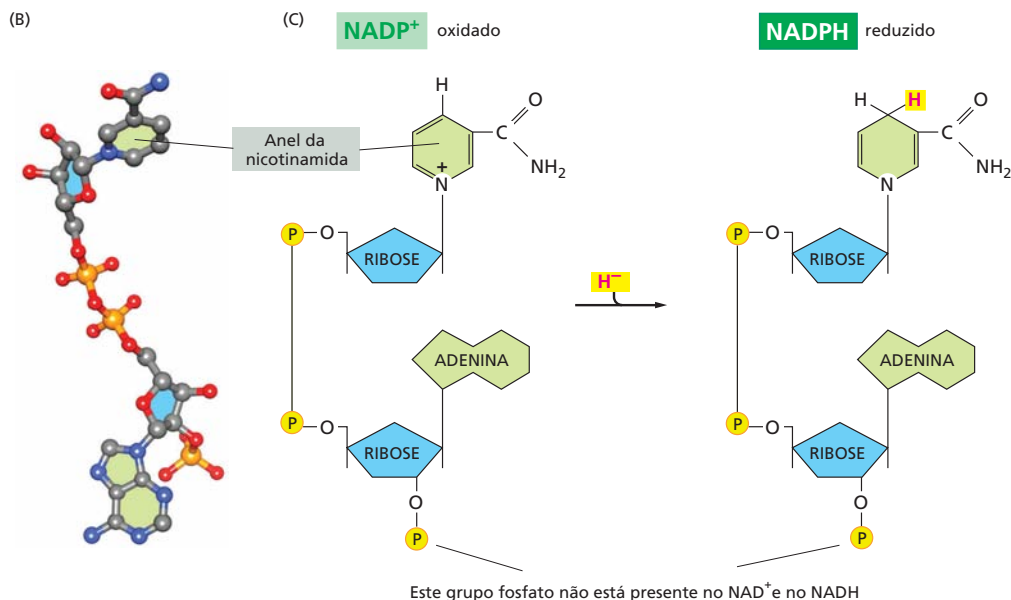 (B)
(C)
NADP⁺ oxidado
NADPH reduzido
Anel da
nicotinamida
H
O
C
NH₂
+
N
P
O
RIBOSE
ADENINA
P
O
RIBOSE
O
P
H⁻
H
H
O
C
NH₂
N
P
O
RIBOSE
ADENINA
P
O
RIBOSE
O
P
Este grupo fosfato não está presente no NAD⁺ e no NADH